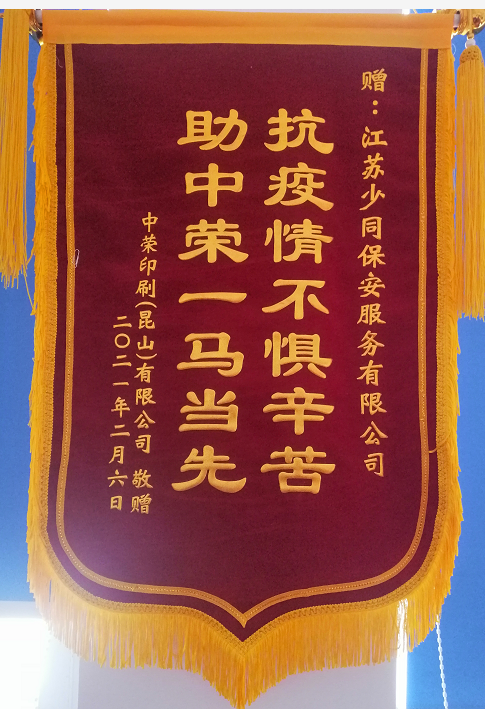 赠：江苏少同保安服务有限公司
抗疫情不惧辛苦
助中荣一马当先
中荣印刷(昆山)有限公司 敬赠
二〇二一年二月六日